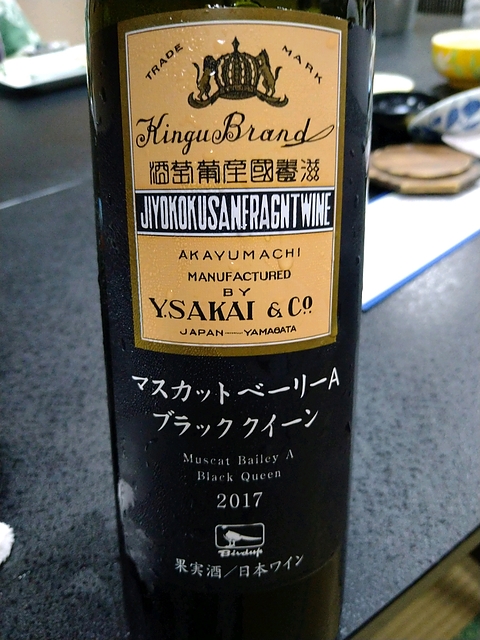 TRADE MARK
Kingu Brand
酒萄葡産國養滋
JIYOKOKUSANFRAGNTWINE
AKAYUMACHI
MANUFACTURED
BY
Y.SAKAI & Co.
JAPAN—YAMAGATA
マスカットベーリーA
ブラッククイーン
Muscat Bailey A
Black Queen
2017
Birdup
果実酒／日本ワイン